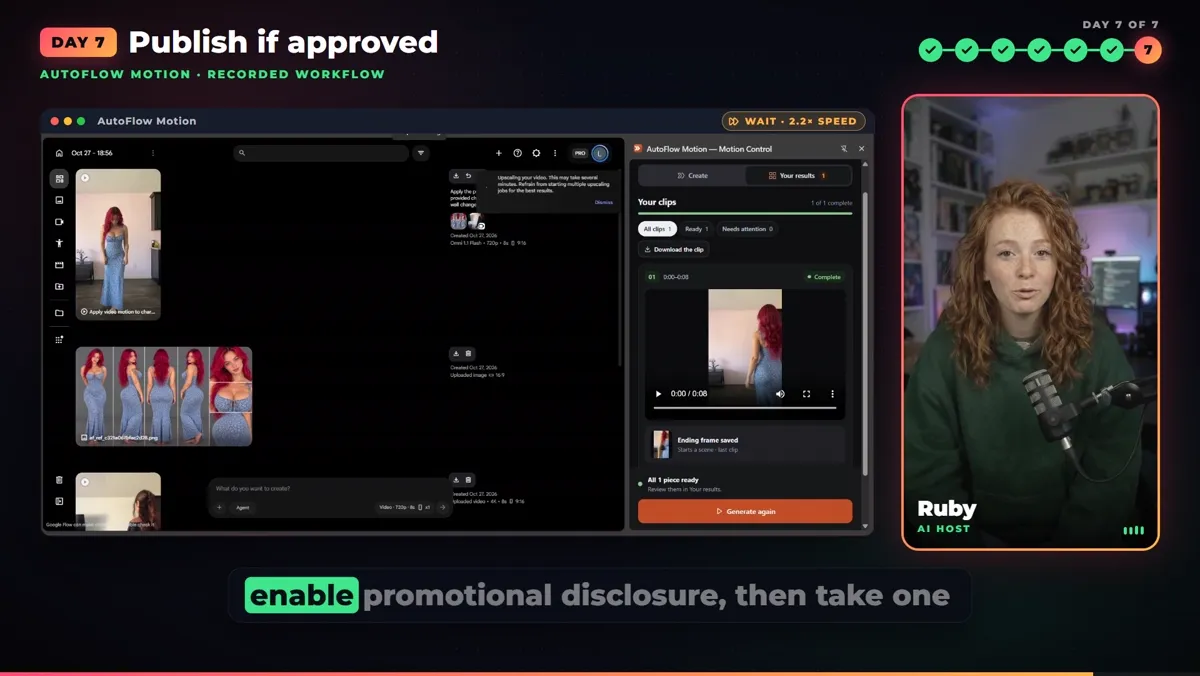 DAY 7 Publish if approved
AUTOFLOW MOTION · RECORDED WORKFLOW
DAY 7 OF 7
7
AutoFlow Motion
WAIT · 2.2× SPEED
Oct 27 - 18:56
PRO
L
Upscaling your video. This may take several
minutes. Refrain from starting multiple upscaling
jobs for the best results.
Dismiss
Apply the p
provided c
well change
Created Oct 27, 2026
Omni 1.1 Flash • 720p • 8s 9:16
Apply video motion to char...
Created Oct 27, 2026
Uploaded Image 16:9
Created Oct 27, 2026
Uploaded video • 4K • 8s 9:16
What do you want to create?
Agent
Video · 720p · 8s x1
AutoFlow Motion — Motion Control
Create
Your results 1
Your clips
1 of 1 complete
All clips 1
Ready 1
Needs attention 0
Download the clip
01 0:00–0:08
Complete
0:00 / 0:08
Ending frame saved
Starts a scene · last clip
All 1 piece ready
Review them in Your results.
Generate again
Ruby
AI HOST
enable promotional disclosure, then take one